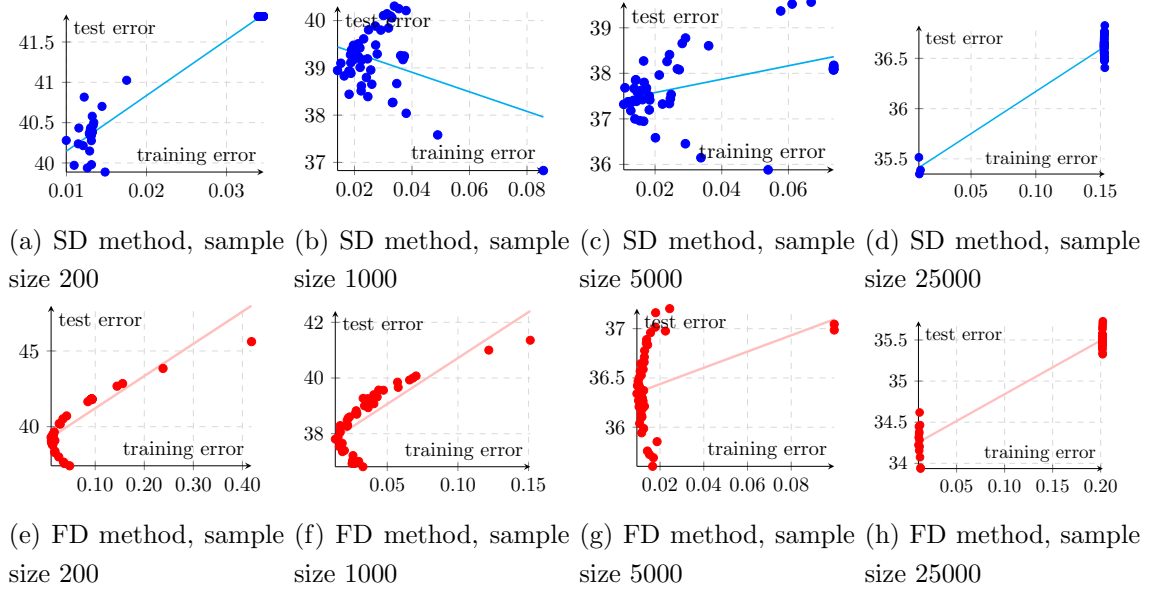 test error
41.5
41
40.5
40
training error
0.01
0.02
0.03
(a) SD method, sample
size 200
40
test error
39
38
37
training error
0.02
0.04
0.06
0.08
(b) SD method, sample
size 1000
39
test error
38
37
36
training error
0.02
0.04
0.06
(c) SD method, sample
size 5000
test error
36.5
36
35.5
training error
0.05
0.10
0.15
(d) SD method, sample
size 25000
test error
45
40
training error
0.10
0.20
0.30
0.40
(e) FD method, sample
size 200
42
test error
40
38
training error
0.05
0.10
0.15
(f) FD method, sample
size 1000
test error
37
36.5
36
training error
0.02
0.04
0.06
0.08
(g) FD method, sample
size 5000
test error
35.5
35
34.5
34
training error
0.05
0.10
0.15
0.20
(h) FD method, sample
size 25000